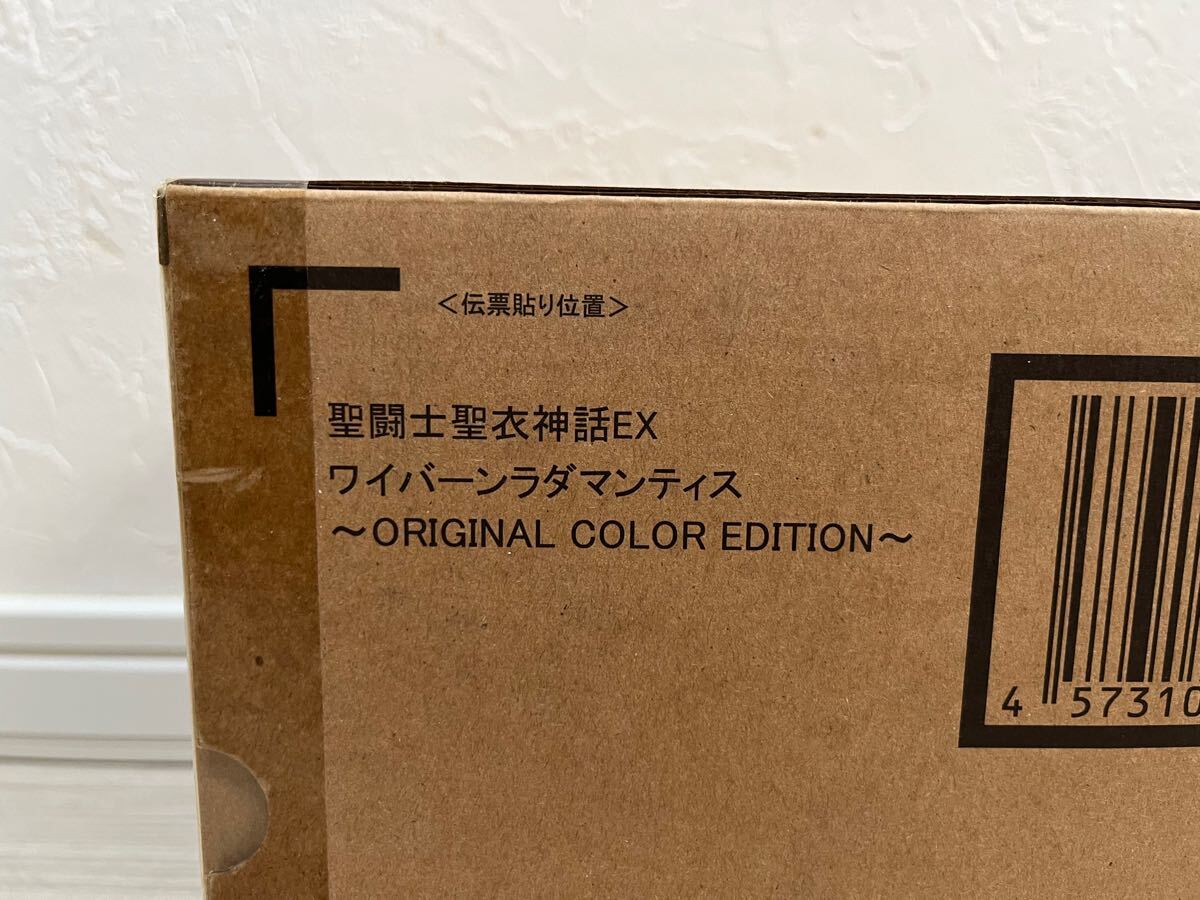 <伝票貼り位置>
聖闘士聖衣神話EX
ワイバーンラダマンティス
～ORIGINAL COLOR EDITION～
4 57310